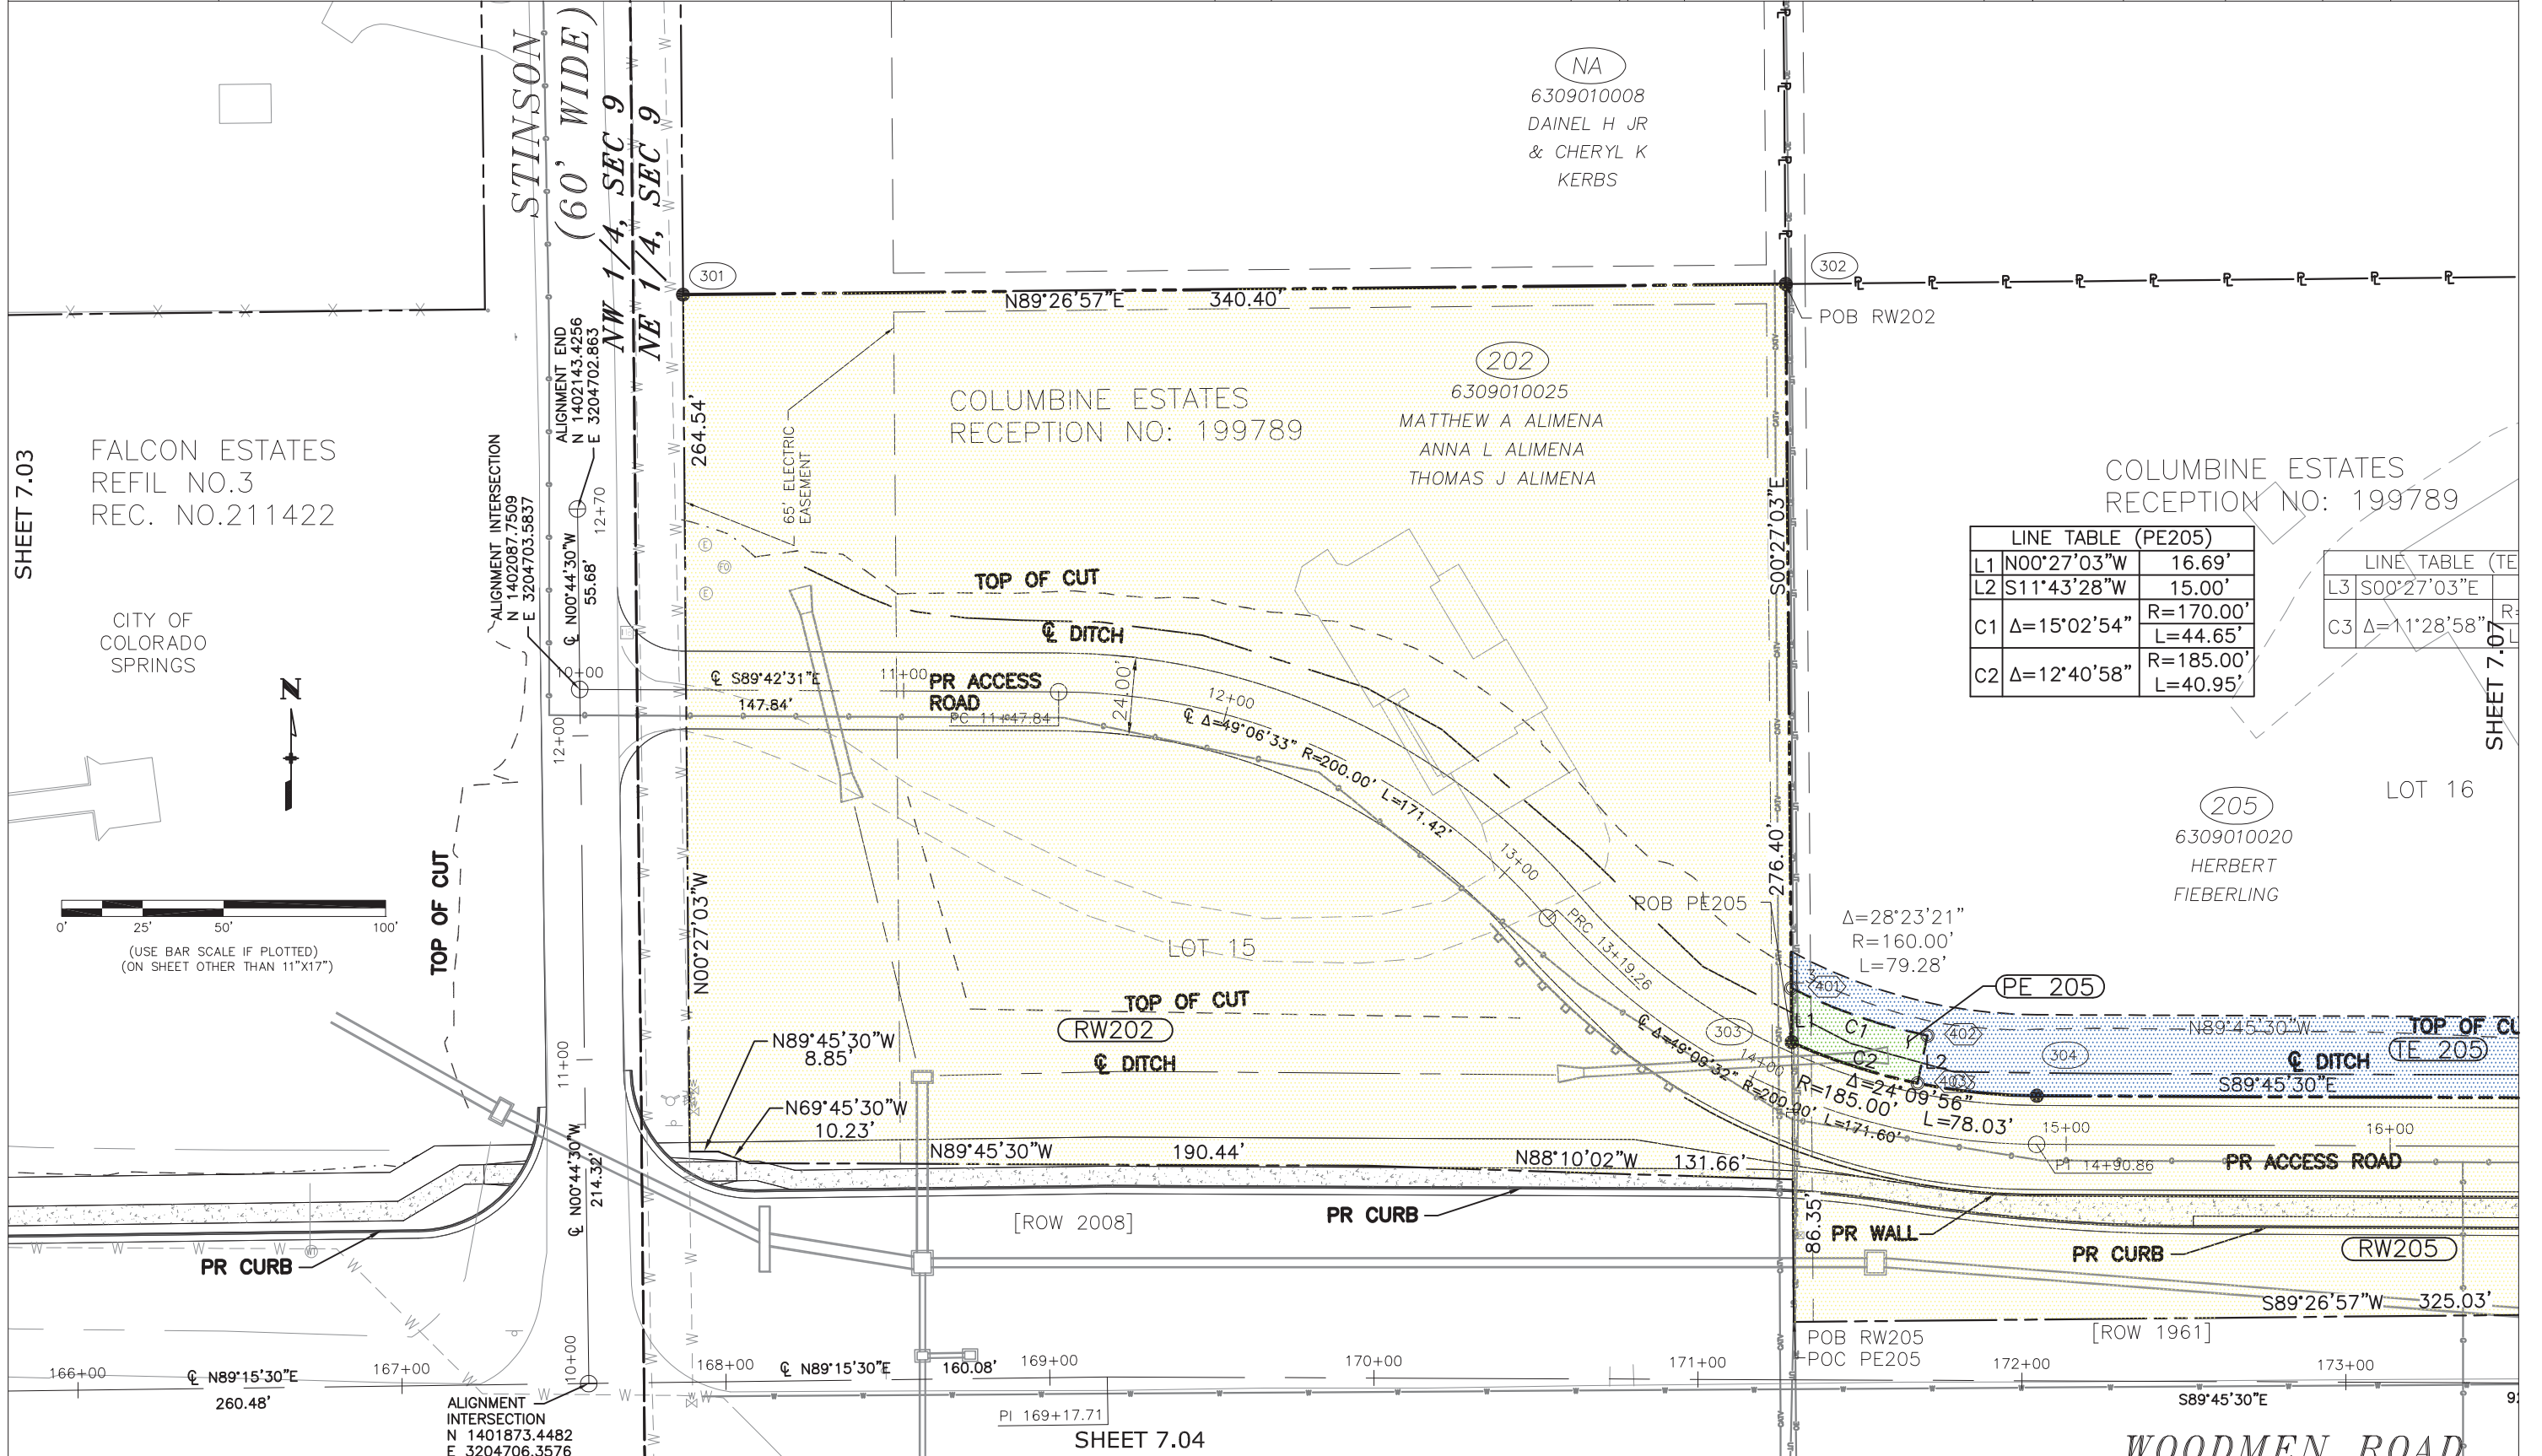 STINSON
(60' WIDE)
NW 1/4, SEC 9
NE 1/4, SEC 9
NA
6309010008
DAINEL H JR
& CHERYL K
KERBS
301
302
N89°26'57"E 340.40'
POB RW202
ALIGNMENT END
N 1402143.4256
E 3204702.863
ALIGNMENT INTERSECTION
N 1402087.7509
E 3204703.5837
℄ N00°44'30"W
55.68'
12+70
264.54'
65' ELECTRIC
EASEMENT
COLUMBINE ESTATES
RECEPTION NO: 199789
202
6309010025
MATTHEW A ALIMENA
ANNA L ALIMENA
THOMAS J ALIMENA
S00°27'03"E
276.40'
SHEET 7.03
FALCON ESTATES
REFIL NO.3
REC. NO.211422
CITY OF
COLORADO
SPRINGS
N
0' 25' 50' 100'
(USE BAR SCALE IF PLOTTED)
(ON SHEET OTHER THAN 11"X17")
TOP OF CUT
COLUMBINE ESTATES
RECEPTION NO: 199789
LINE TABLE (PE205)
L1 N00°27'03"W 16.69'
L2 S11°43'28"W 15.00'
C1 Δ=15°02'54" R=170.00'
L=44.65'
C2 Δ=12°40'58" R=185.00'
L=40.95'
LINE TABLE (TE
L3 S00°27'03"E
C3 Δ=11°28'58" R=
L
SHEET 7.07
LOT 16
205
6309010020
HERBERT
FIEBERLING
TOP OF CUT
℄ DITCH
10+00
℄ S89°42'31"E
147.84'
11+00
PR ACCESS
ROAD
PC 11+47.84
24.00'
12+00
℄ Δ=49°06'33" R=200.00' L=171.42'
13+00
PRC 13+19.26
12+00
N00°27'03"W
LOT 15
POB PE205
Δ=28°23'21"
R=160.00'
L=79.28'
PE 205
401
402
403
L1
C1
C2
L2
303
304
N89°45'30"W
TOP OF CU
TE 205
℄ DITCH
S89°45'30"E
TOP OF CUT
RW202
℄ DITCH
N89°45'30"W
8.85'
N69°45'30"W
10.23'
℄ Δ=49°09'32" R=200.00' L=171.60'
14+00
Δ=24°09'56"
R=185.00'
L=78.03'
15+00
16+00
PT 14+90.86
PR ACCESS ROAD
11+00
℄ N00°44'30"W
214.32'
N89°45'30"W 190.44'
N88°10'02"W 131.66'
[ROW 2008]
PR CURB
PR CURB
86.35'
PR WALL
PR CURB
RW205
S89°26'57"W 325.03'
POB RW205
POC PE205
[ROW 1961]
10+00
166+00
℄ N89°15'30"E
260.48'
167+00
168+00
℄ N89°15'30"E 160.08'
169+00
170+00
171+00
172+00
173+00
S89°45'30"E
PI 169+17.71
ALIGNMENT
INTERSECTION
N 1401873.4482
E 3204706.3576
SHEET 7.04
WOODMEN ROAD